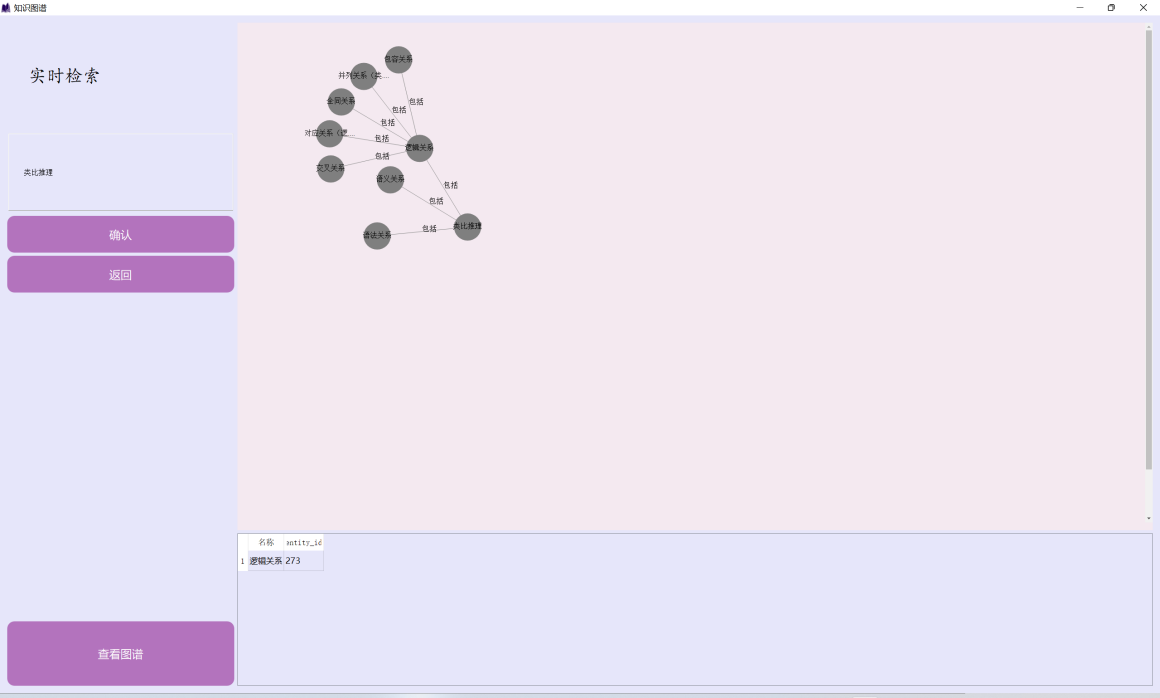 知识图谱
实时检索
类比推理
确认
返回
查看图谱
包容关系
并列关系（类...
全同关系
对应关系（逻...
交叉关系
逻辑关系
语义关系
语法关系
类比推理
包括
包括
包括
包括
包括
包括
包括
包括
名称 entity_id
1 逻辑关系 273